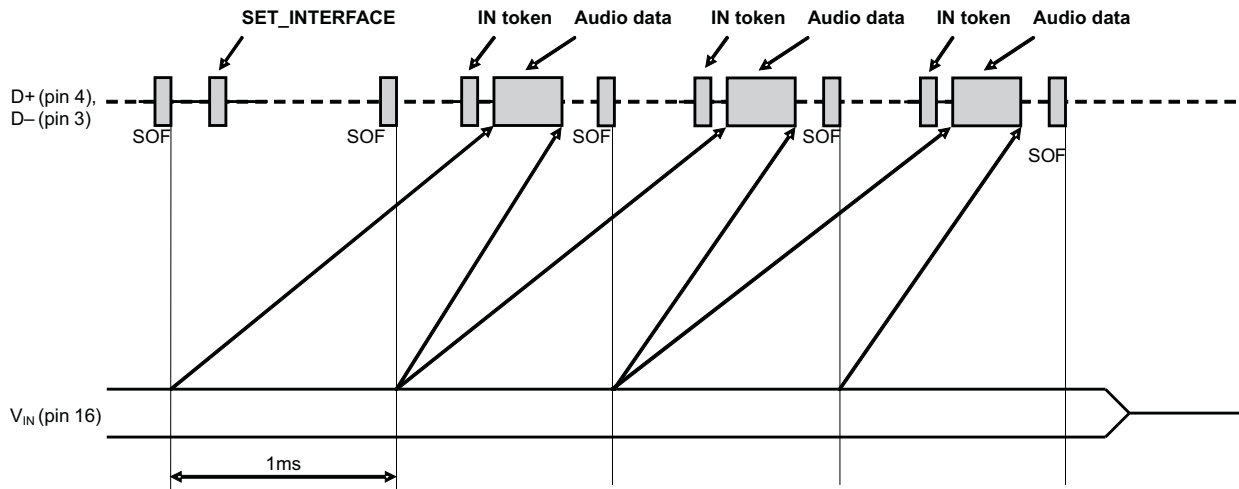 SET_INTERFACE IN token Audio data IN token Audio data IN token Audio data
D+ (pin 4),
D– (pin 3)
SOF SOF SOF SOF SOF
V_IN (pin 16)
1ms